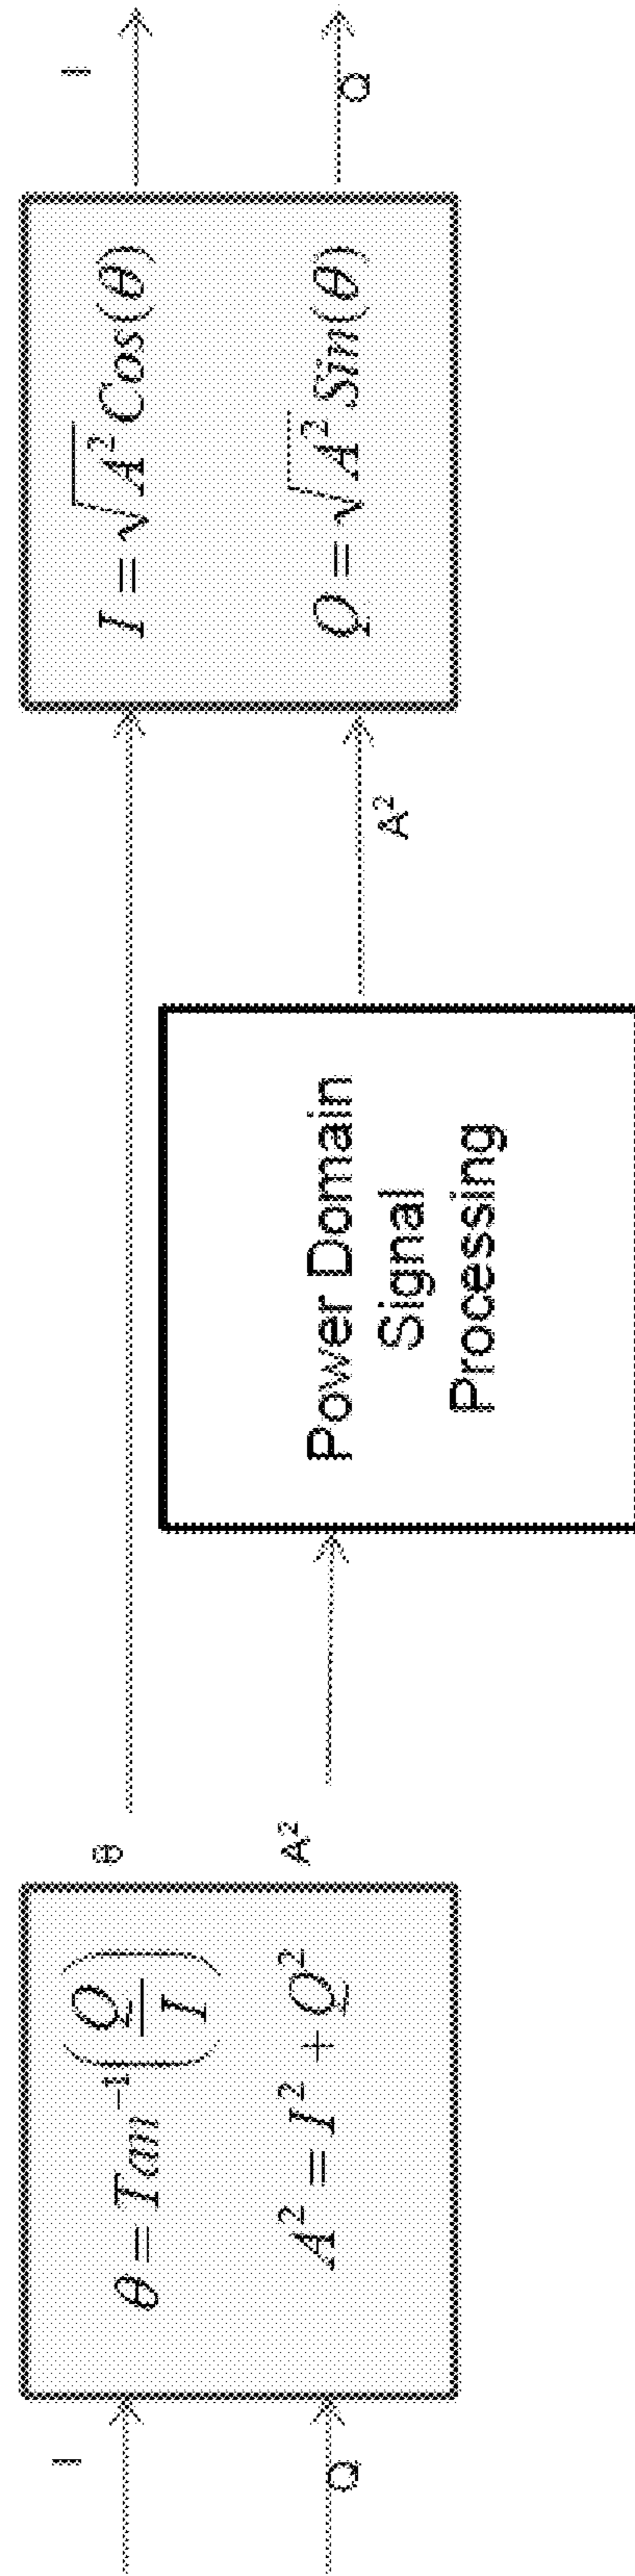 I
Q
θ = Tan⁻¹(Q/I)
A² = I² + Q²
θ
A²
Power Domain
Signal
Processing
A²
I = √A² Cos(θ)
Q = √A² Sin(θ)
I
Q